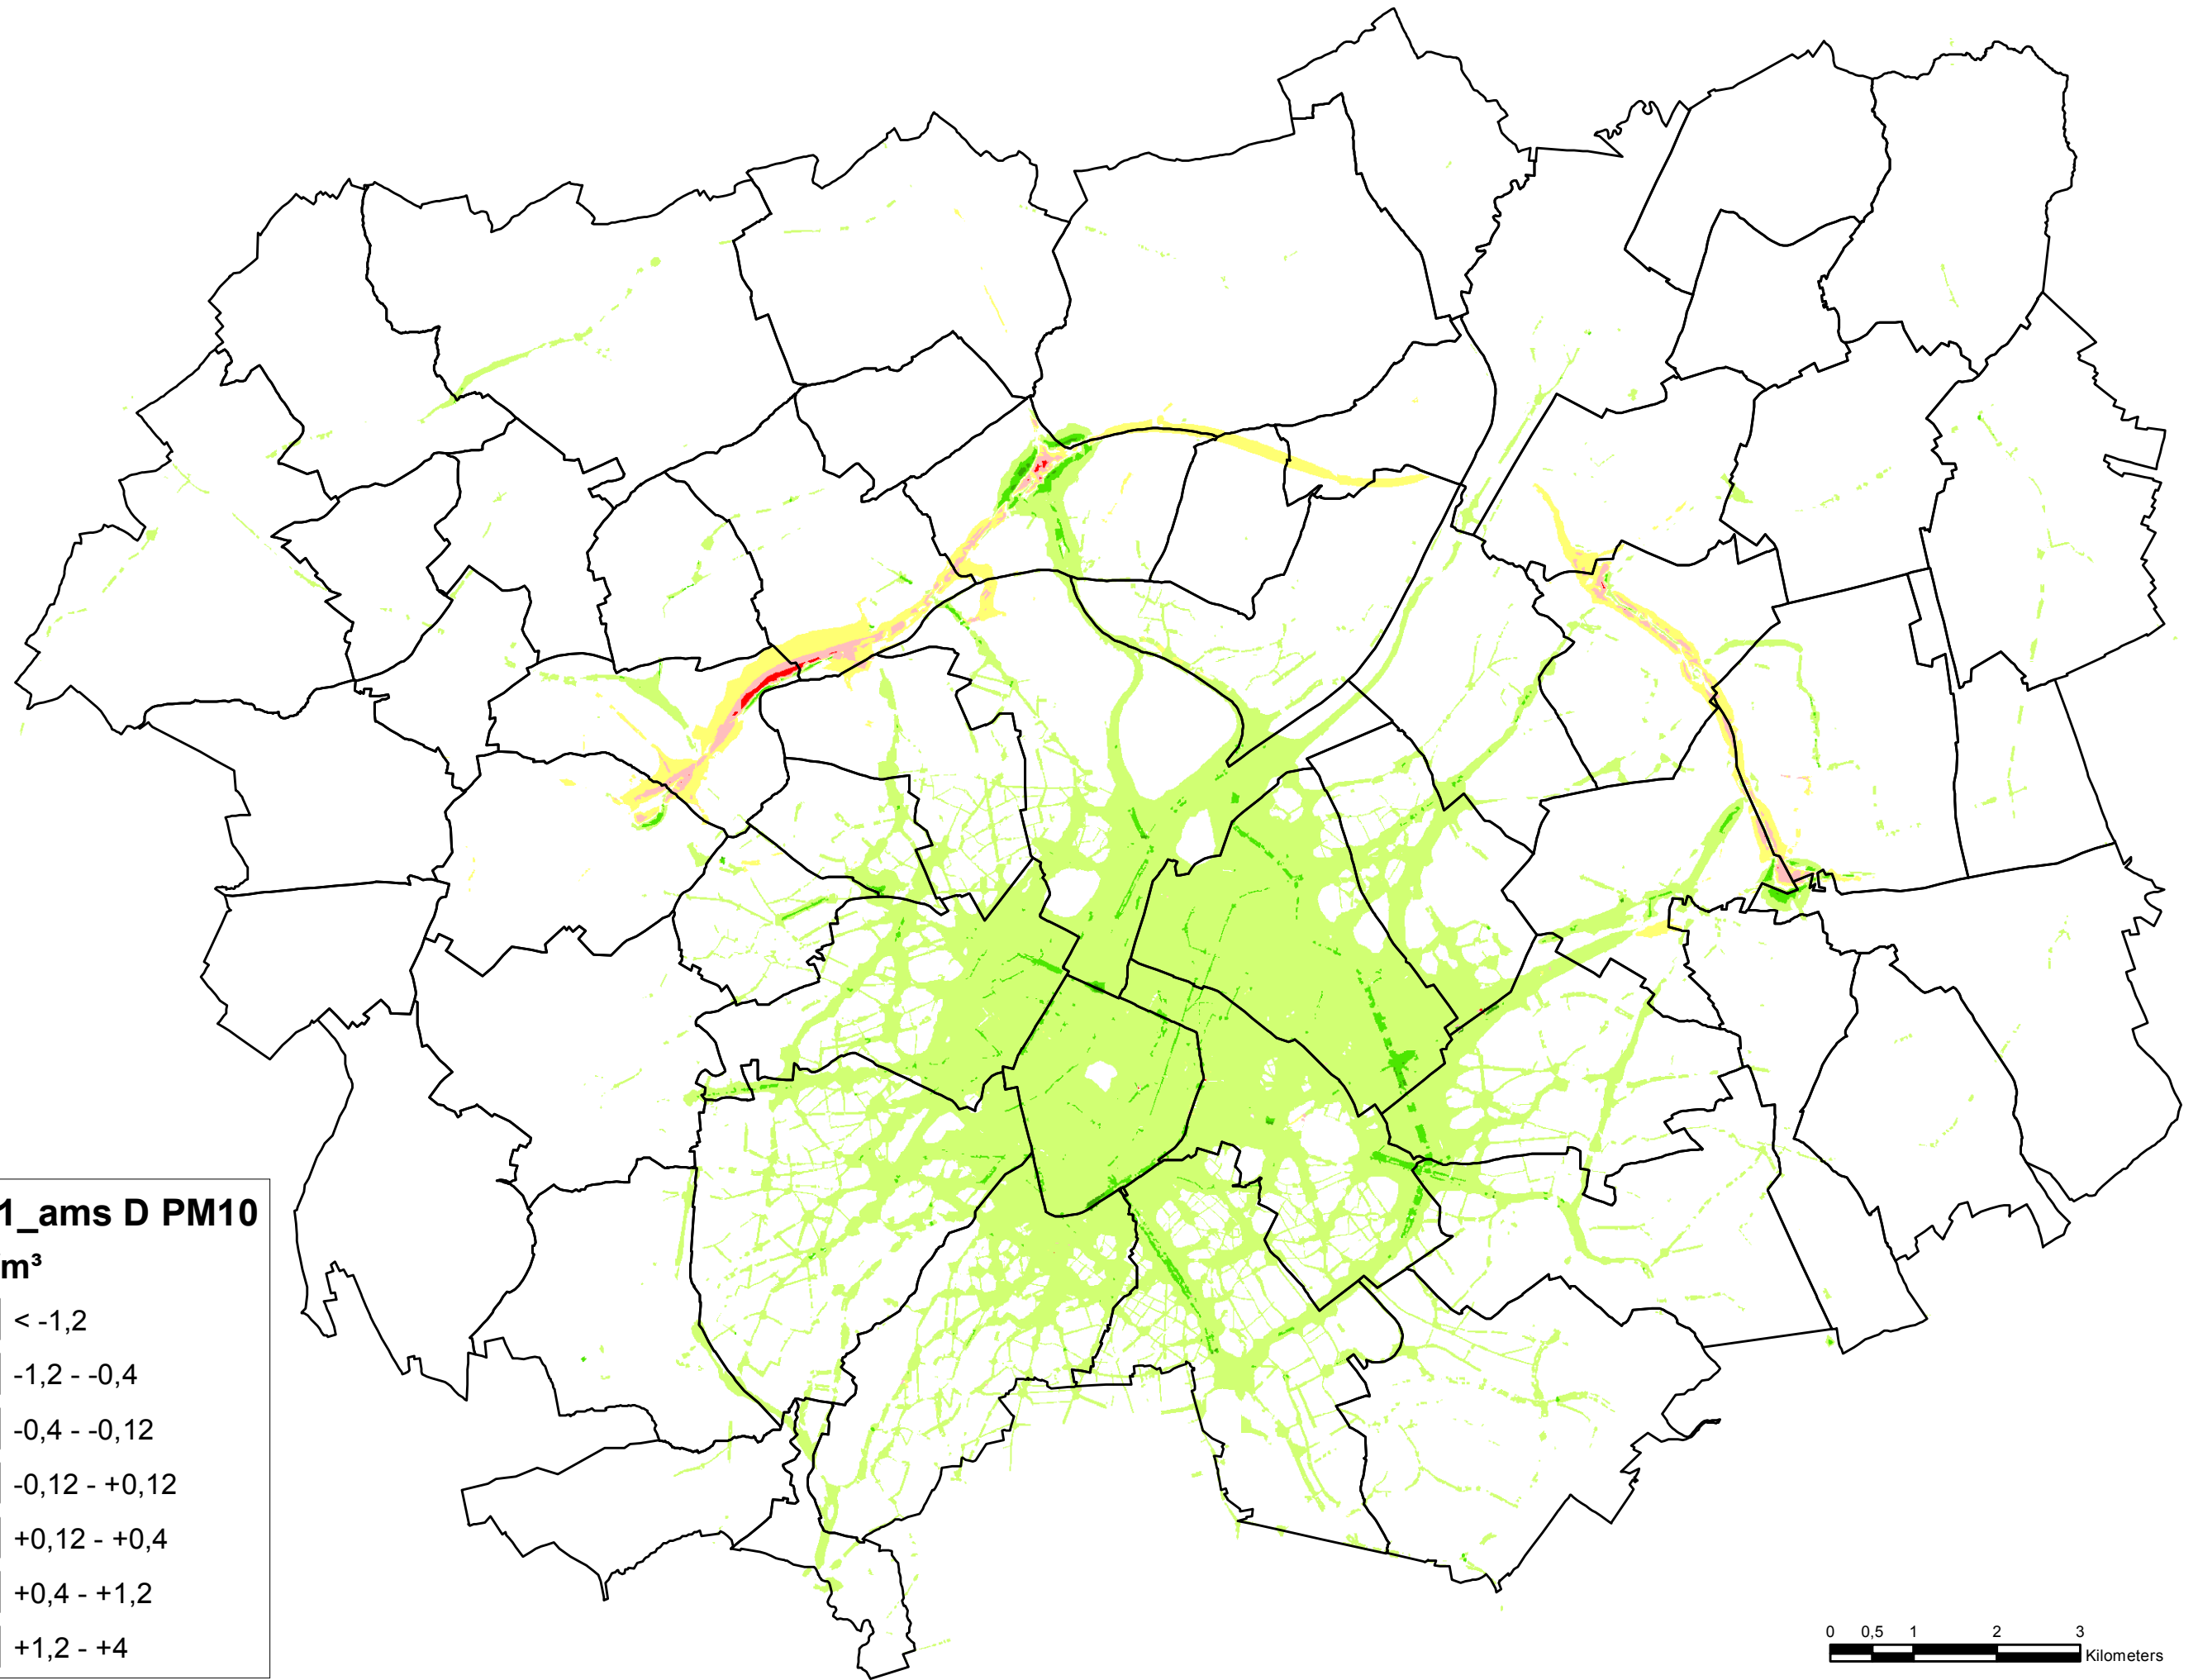 1_ams D PM10
m³
< -1,2
-1,2 - -0,4
-0,4 - -0,12
-0,12 - +0,12
+0,12 - +0,4
+0,4 - +1,2
+1,2 - +4
0 0,5 1 2 3
Kilometers